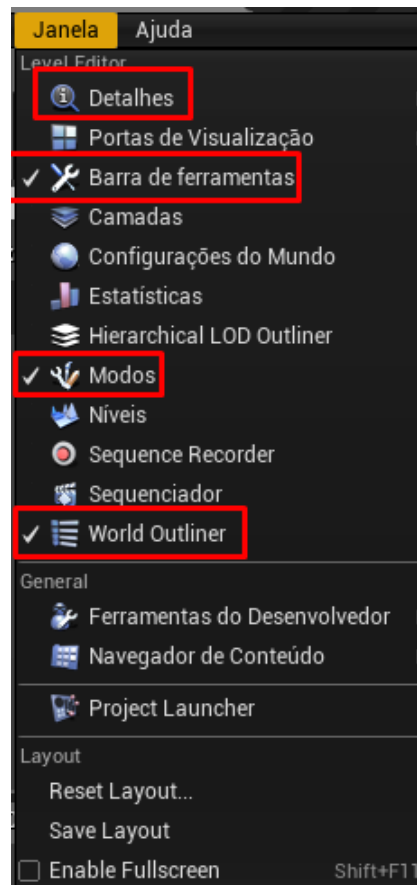 Janela Ajuda
Level Editor
Detalhes
Portas de Visualização
Barra de ferramentas
Camadas
Configurações do Mundo
Estatísticas
Hierarchical LOD Outliner
Modos
Níveis
Sequence Recorder
Sequenciador
World Outliner
General
Ferramentas do Desenvolvedor
Navegador de Conteúdo
Project Launcher
Layout
Reset Layout...
Save Layout
Enable Fullscreen Shift+F11